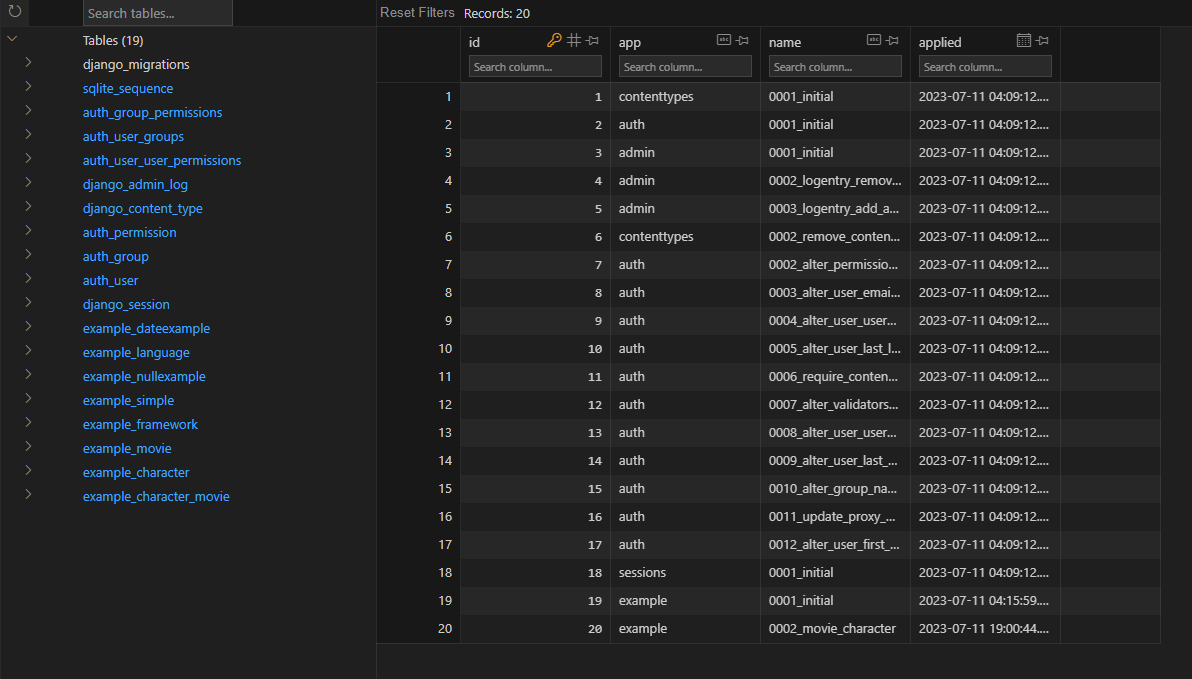 Search tables...
Tables (19)
django_migrations
sqlite_sequence
auth_group_permissions
auth_user_groups
auth_user_user_permissions
django_admin_log
django_content_type
auth_permission
auth_group
auth_user
django_session
example_dateexample
example_language
example_nullexample
example_simple
example_framework
example_movie
example_character
example_character_movie
Reset Filters Records: 20
id app abc name abc applied
Search column... Search column... Search column... Search column...
1 1 contenttypes 0001_initial 2023-07-11 04:09:12....
2 2 auth 0001_initial 2023-07-11 04:09:12....
3 3 admin 0001_initial 2023-07-11 04:09:12....
4 4 admin 0002_logentry_remov... 2023-07-11 04:09:12....
5 5 admin 0003_logentry_add_a... 2023-07-11 04:09:12....
6 6 contenttypes 0002_remove_conten... 2023-07-11 04:09:12....
7 7 auth 0002_alter_permissio... 2023-07-11 04:09:12....
8 8 auth 0003_alter_user_emai... 2023-07-11 04:09:12....
9 9 auth 0004_alter_user_user... 2023-07-11 04:09:12....
10 10 auth 0005_alter_user_last_l... 2023-07-11 04:09:12....
11 11 auth 0006_require_conten... 2023-07-11 04:09:12....
12 12 auth 0007_alter_validators... 2023-07-11 04:09:12....
13 13 auth 0008_alter_user_user... 2023-07-11 04:09:12....
14 14 auth 0009_alter_user_last_... 2023-07-11 04:09:12....
15 15 auth 0010_alter_group_na... 2023-07-11 04:09:12....
16 16 auth 0011_update_proxy_... 2023-07-11 04:09:12....
17 17 auth 0012_alter_user_first_... 2023-07-11 04:09:12....
18 18 sessions 0001_initial 2023-07-11 04:09:12....
19 19 example 0001_initial 2023-07-11 04:15:59....
20 20 example 0002_movie_character 2023-07-11 19:00:44....